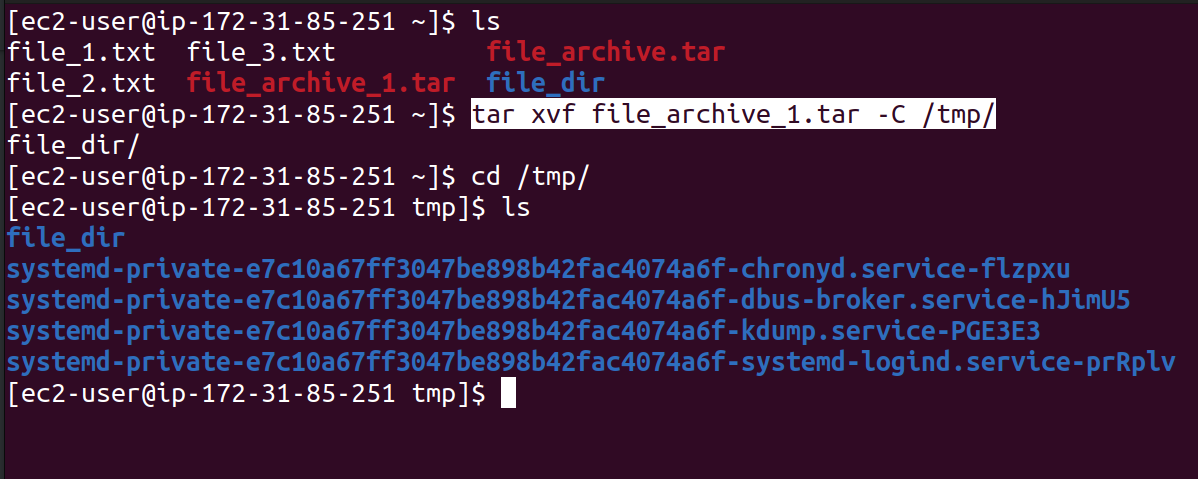 [ec2-user@ip-172-31-85-251 ~]$ ls
file_1.txt  file_3.txt          file_archive.tar
file_2.txt  file_archive_1.tar  file_dir
[ec2-user@ip-172-31-85-251 ~]$ tar xvf file_archive_1.tar -C /tmp/
file_dir/
[ec2-user@ip-172-31-85-251 ~]$ cd /tmp/
[ec2-user@ip-172-31-85-251 tmp]$ ls
file_dir
systemd-private-e7c10a67ff3047be898b42fac4074a6f-chronyd.service-flzpxu
systemd-private-e7c10a67ff3047be898b42fac4074a6f-dbus-broker.service-hJimU5
systemd-private-e7c10a67ff3047be898b42fac4074a6f-kdump.service-PGE3E3
systemd-private-e7c10a67ff3047be898b42fac4074a6f-systemd-logind.service-prRplv
[ec2-user@ip-172-31-85-251 tmp]$